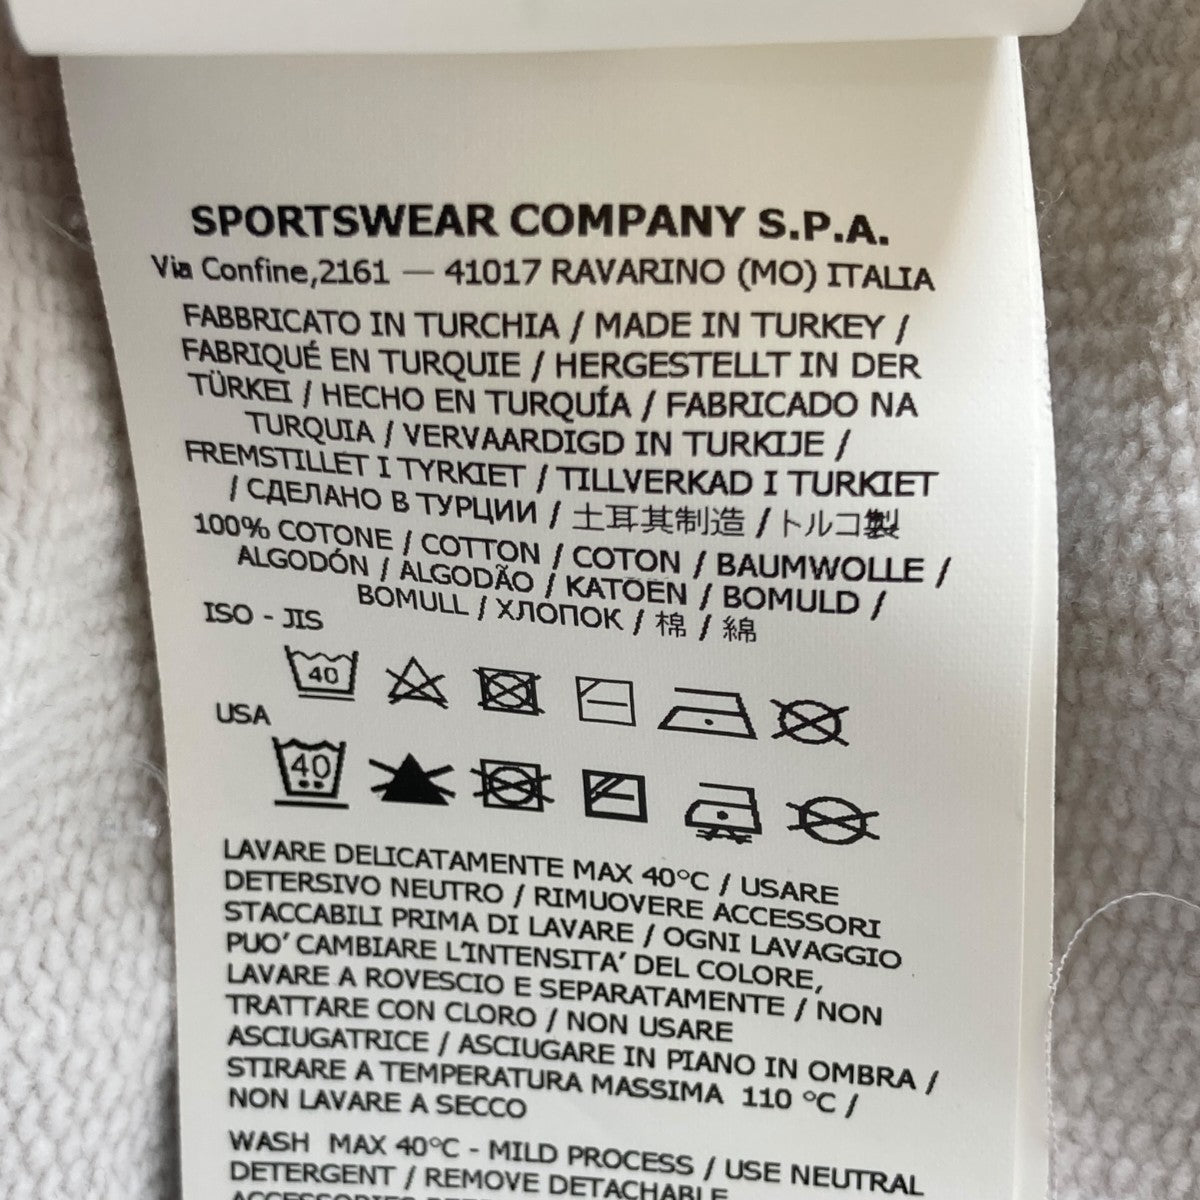 SPORTSWEAR COMPANY S.P.A.
Via Confine,2161 — 41017 RAVARINO (MO) ITALIA
FABBRICATO IN TURCHIA / MADE IN TURKEY /
FABRIQUÉ EN TURQUIE / HERGESTELLT IN DER
TÜRKEI / HECHO EN TURQUÍA / FABRICADO NA
TURQUIA / VERVAARDIGD IN TURKIJE /
FREMSTILLET I TYRKIET / TILLVERKAD I TURKIET
/ СДЕЛАНО В ТУРЦИИ / 土耳其制造 / トルコ製
100% COTONE / COTTON / COTON / BAUMWOLLE /
ALGODÓN / ALGODÃO / KATOEN / BOMULD /
BOMULL / ХЛОПОК / 棉 / 綿
ISO - JIS
40
USA
40
LAVARE DELICATAMENTE MAX 40°C / USARE
DETERSIVO NEUTRO / RIMUOVERE ACCESSORI
STACCABILI PRIMA DI LAVARE / OGNI LAVAGGIO
PUO' CAMBIARE L'INTENSITA' DEL COLORE,
LAVARE A ROVESCIO E SEPARATAMENTE / NON
TRATTARE CON CLORO / NON USARE
ASCIUGATRICE / ASCIUGARE IN PIANO IN OMBRA /
STIRARE A TEMPERATURA MASSIMA 110 °C /
NON LAVARE A SECCO
WASH MAX 40°C - MILD PROCESS / USE NEUTRAL
DETERGENT / REMOVE DETACHABLE